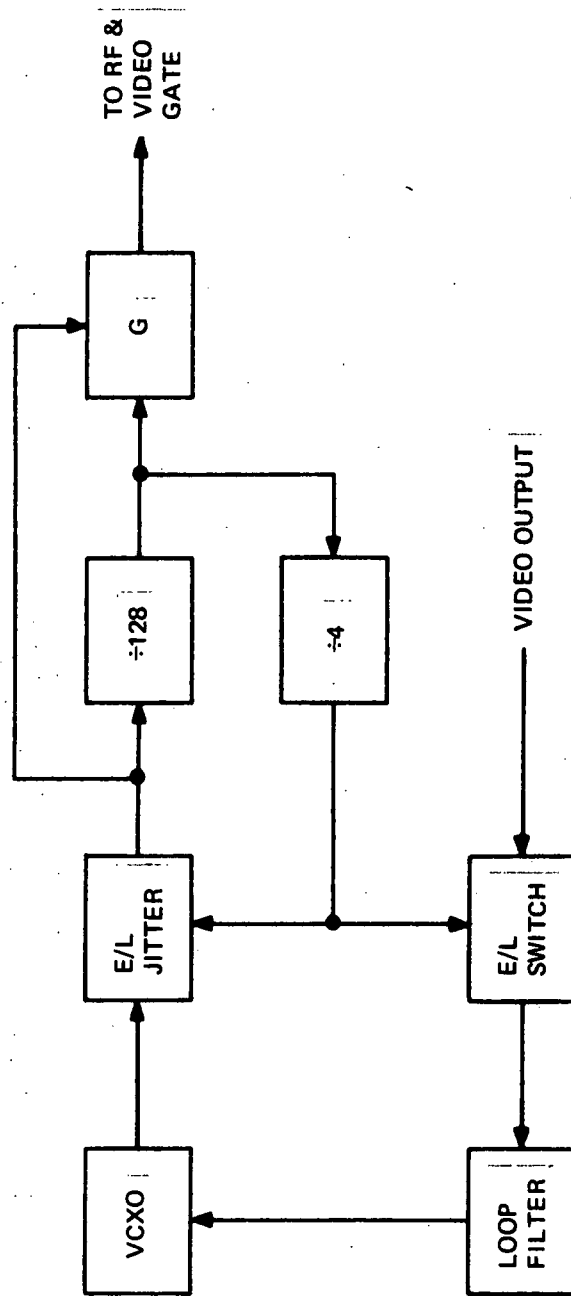 TO RF &
VIDEO
GATE
G
÷128
÷4
VIDEO OUTPUT
E/L
JITTER
E/L
SWITCH
VCXO
LOOP
FILTER